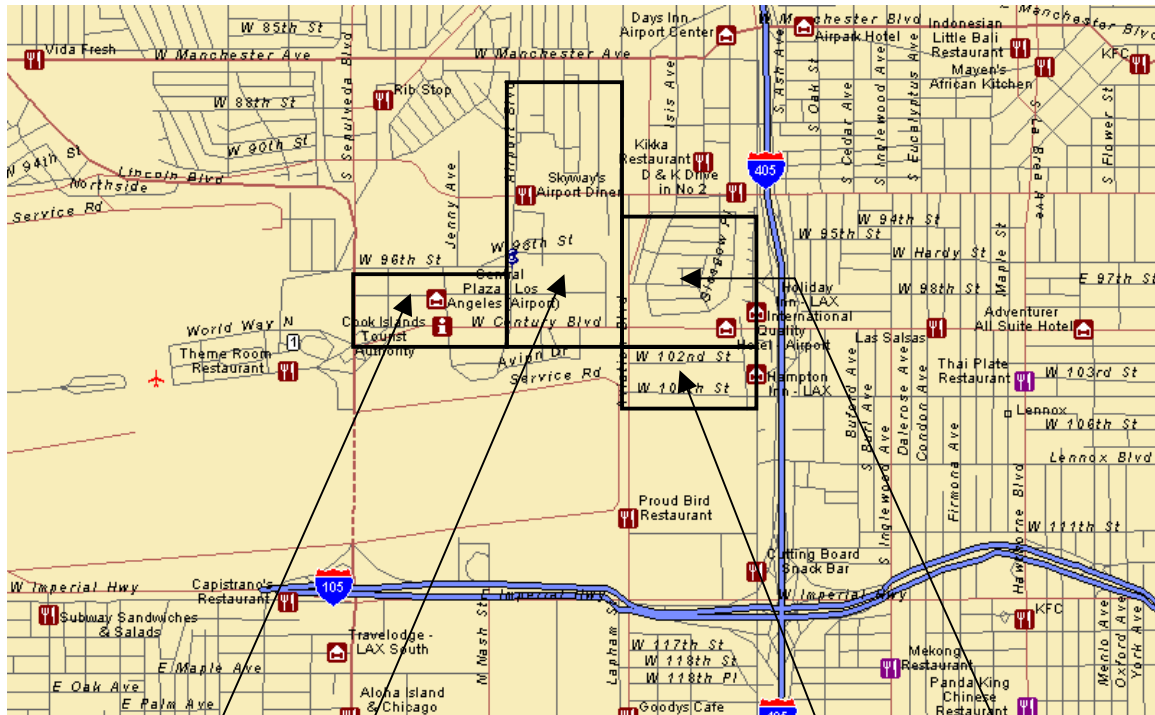 W 85th St
Sepulveda Blvd
Vida Fresh
W Manchester Ave
W Manchester Ave
Days Inn -
Airport Center
W Manchester Blvd
Airpark Hotel
E Manchester Blvd
Indonesian
Little Bali
Restaurant
KFC
Mayen's
African Kitchen
W 88th St
Rib Stop
Airport Blvd
Isis Ave
S Ash Ave
S Oak St
S Cedar Ave
S Inglewood Ave
S Eucalyptus Ave
S La Brea Ave
S Flower St
W 90th St
W 94th St
S Sepulveda Blvd
Lincoln Blvd
Northside
Service Rd
Jenny Ave
Skyway's
Airport Diner
Kikka
Restaurant
D & K Drive
in No 2
405
Glasgow Pl
W 94th St
W 95th St
W Hardy St
Maple St
W 96th St
W 98th St
E 97th St
W 98th St
Central
Plaza Los
Angeles (Airport)
Holiday
Inn - LAX
International
Quality
Hotel - Airport
World Way N
1
Cook Islands
Tourist
Authority
W Century Blvd
Theme Room
Restaurant
Avion Dr
Service Rd
Aviation Blvd
W 102nd St
W 104th St
Hampton
Inn - LAX
Las Salsas
Adventurer
All Suite Hotel
Thai Plate
Restaurant
W 103rd St
Lennox
W 106th St
Lennox Blvd
Buford Ave
S Burl Ave
Dalerose Ave
Condon Ave
Firmona Ave
Hawthorne Blvd
S Inglewood Ave
W 111th St
Proud Bird
Restaurant
Cutting Board
Snack Bar
W Imperial Hwy
Capistrano's
Restaurant
105
Imperial Hwy
W Imperial Hwy
KFC
Subway Sandwiches
& Salads
Travelodge -
LAX South
E Maple Ave
E Oak Ave
E Palm Ave
Aloha Island
& Chicago
N Nash St
Lapham St
W 117th St
W 118th St
W 118th Pl
Goodys Cafe
405
Mekong
Restaurant
Panda King
Chinese
Restaurant
Menlo Ave
Oxford Ave
York Ave